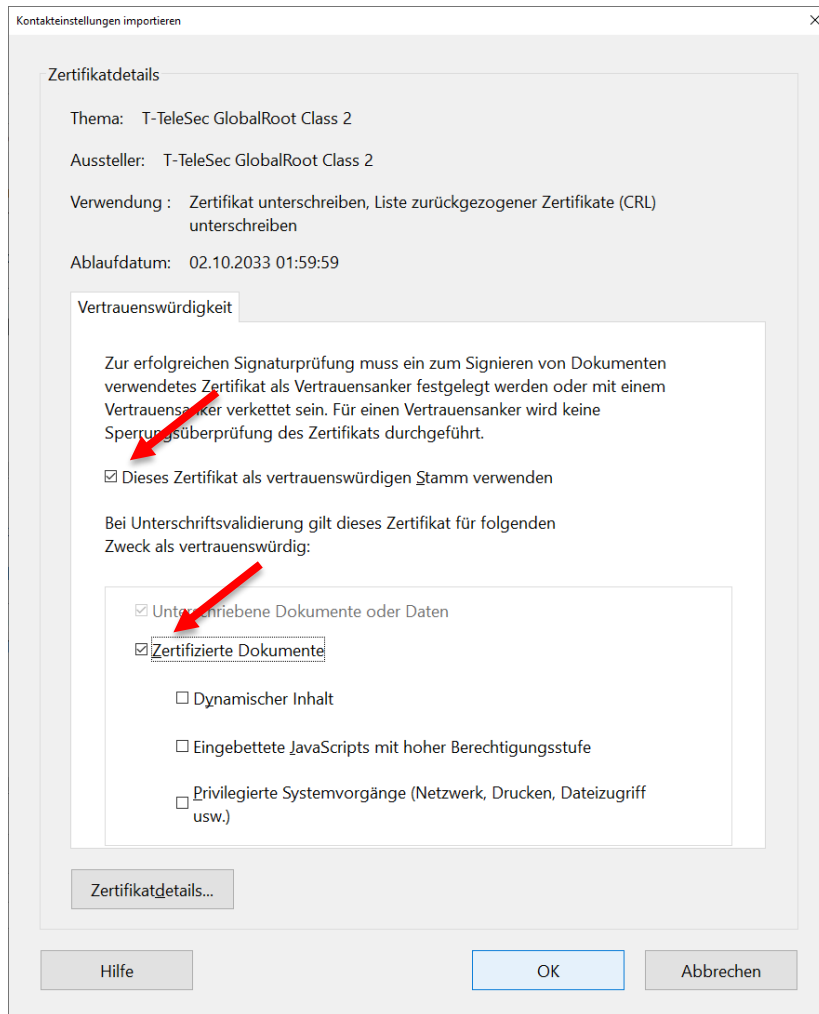 Kontakteinstellungen importieren
Zertifikatdetails
Thema: T-TeleSec GlobalRoot Class 2
Aussteller: T-TeleSec GlobalRoot Class 2
Verwendung : Zertifikat unterschreiben, Liste zurückgezogener Zertifikate (CRL)
unterschreiben
Ablaufdatum: 02.10.2033 01:59:59
Vertrauenswürdigkeit
Zur erfolgreichen Signaturprüfung muss ein zum Signieren von Dokumenten
verwendetes Zertifikat als Vertrauensanker festgelegt werden oder mit einem
Vertrauensanker verkettet sein. Für einen Vertrauensanker wird keine
Sperrungsüberprüfung des Zertifikats durchgeführt.
Dieses Zertifikat als vertrauenswürdigen Stamm verwenden
Bei Unterschriftsvalidierung gilt dieses Zertifikat für folgenden
Zweck als vertrauenswürdig:
Unterschriebene Dokumente oder Daten
Zertifizierte Dokumente
Dynamischer Inhalt
Eingebettete JavaScripts mit hoher Berechtigungsstufe
Privilegierte Systemvorgänge (Netzwerk, Drucken, Dateizugriff
usw.)
Zertifikatdetails...
Hilfe
OK
Abbrechen